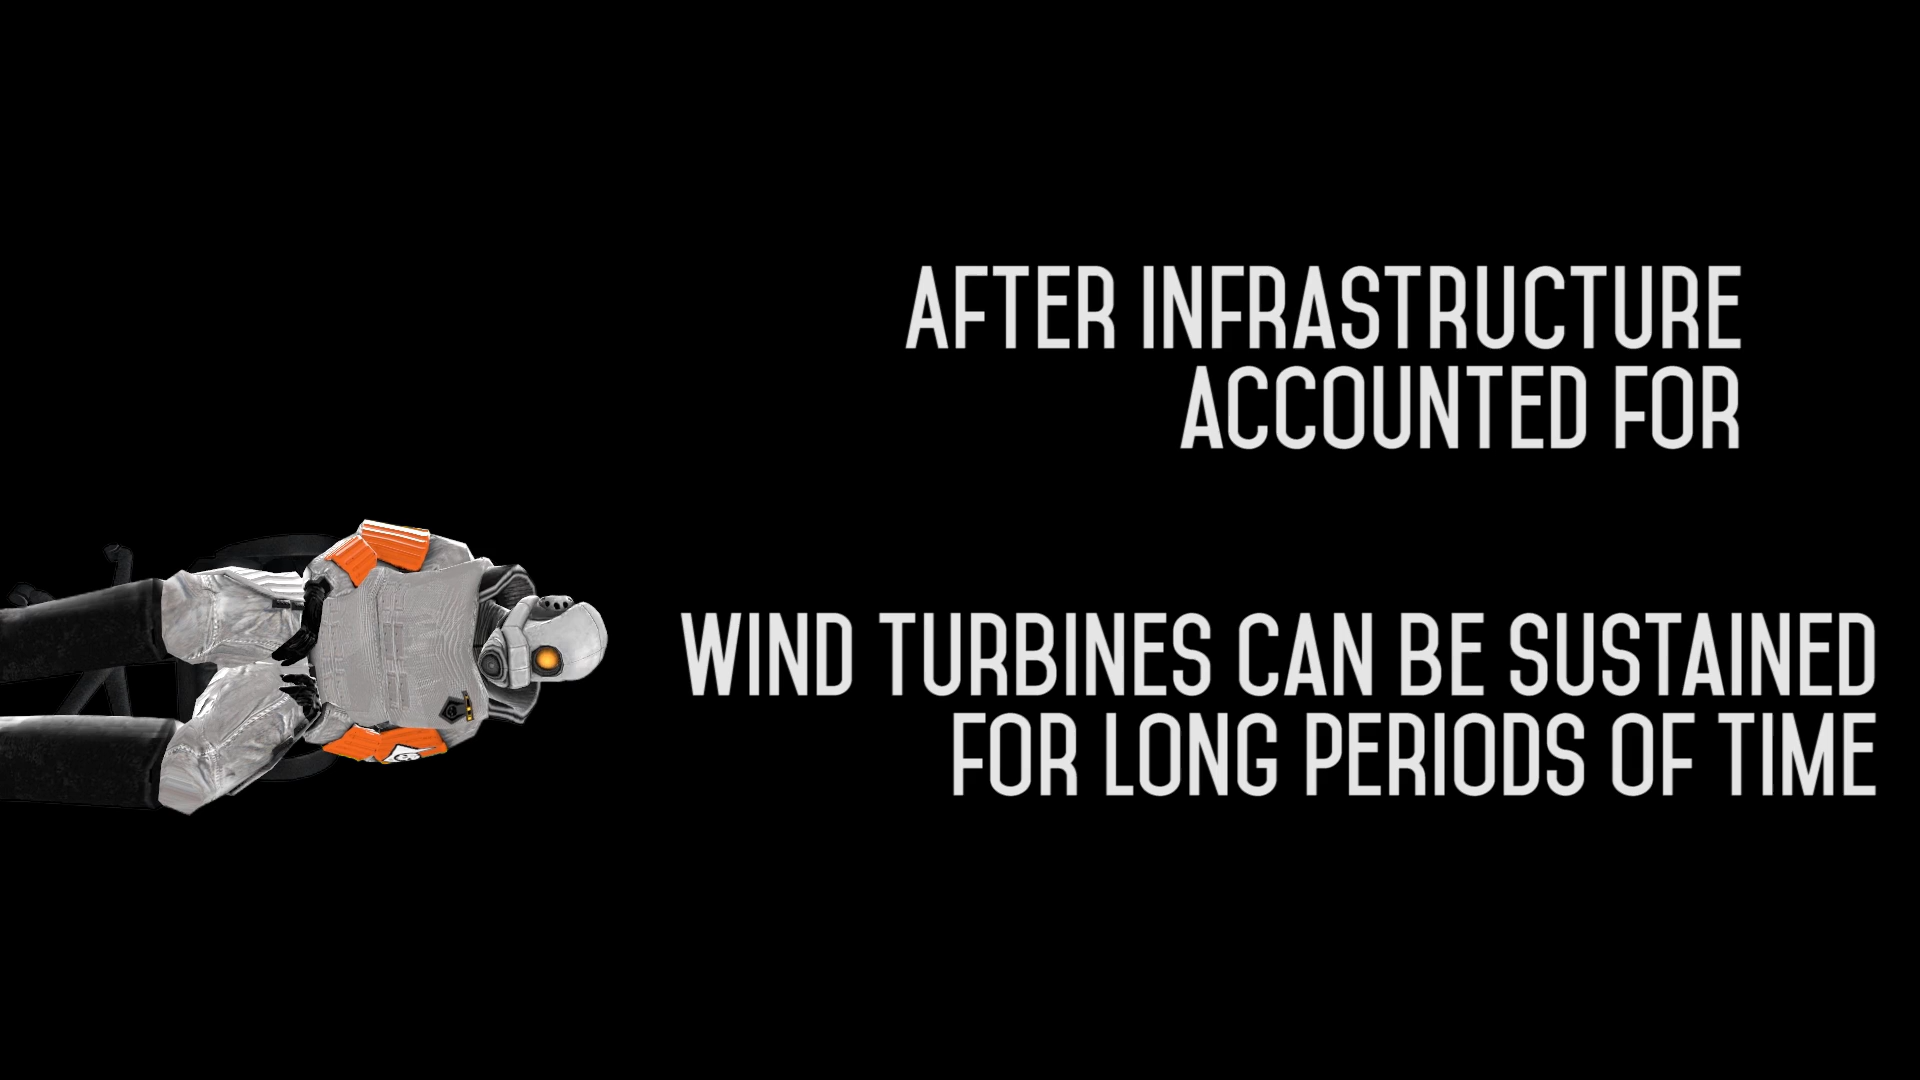 AFTER INFRASTRUCTURE
ACCOUNTED FOR
WIND TURBINES CAN BE SUSTAINED
FOR LONG PERIODS OF TIME